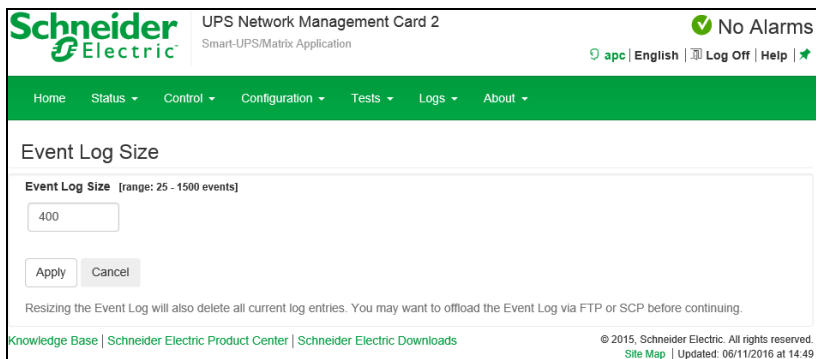 Schneider Electric
UPS Network Management Card 2
Smart-UPS/Matrix Application
No Alarms
apc | English | Log Off | Help |
Home Status Control Configuration Tests Logs About
Event Log Size
Event Log Size [range: 25 - 1500 events]
400
Apply Cancel
Resizing the Event Log will also delete all current log entries. You may want to offload the Event Log via FTP or SCP before continuing.
Knowledge Base | Schneider Electric Product Center | Schneider Electric Downloads
© 2015, Schneider Electric. All rights reserved.
Site Map | Updated: 06/11/2016 at 14:49